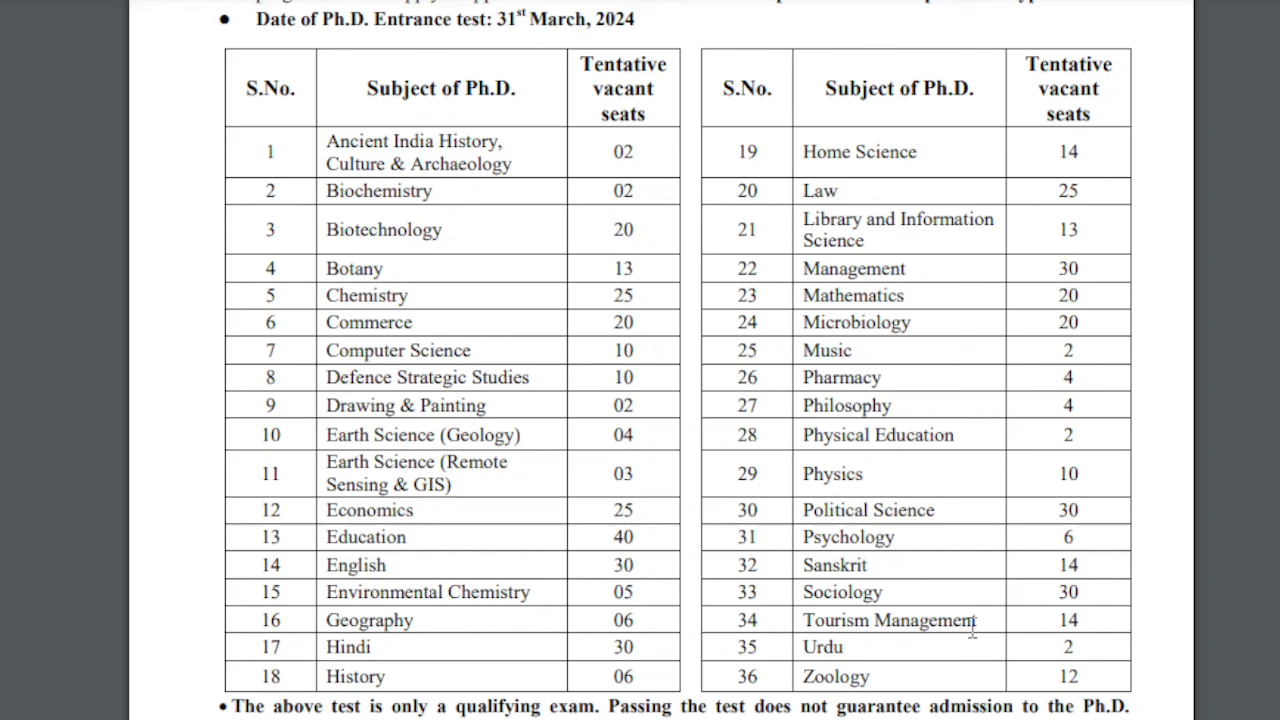 • Date of Ph.D. Entrance test: 31st March, 2024
S.No. Subject of Ph.D. Tentative vacant seats
1 Ancient India History, Culture & Archaeology 02
2 Biochemistry 02
3 Biotechnology 20
4 Botany 13
5 Chemistry 25
6 Commerce 20
7 Computer Science 10
8 Defence Strategic Studies 10
9 Drawing & Painting 02
10 Earth Science (Geology) 04
11 Earth Science (Remote Sensing & GIS) 03
12 Economics 25
13 Education 40
14 English 30
15 Environmental Chemistry 05
16 Geography 06
17 Hindi 30
18 History 06
S.No. Subject of Ph.D. Tentative vacant seats
19 Home Science 14
20 Law 25
21 Library and Information Science 13
22 Management 30
23 Mathematics 20
24 Microbiology 20
25 Music 2
26 Pharmacy 4
27 Philosophy 4
28 Physical Education 2
29 Physics 10
30 Political Science 30
31 Psychology 6
32 Sanskrit 14
33 Sociology 30
34 Tourism Management 14
35 Urdu 2
36 Zoology 12
• The above test is only a qualifying exam. Passing the test does not guarantee admission to the Ph.D.